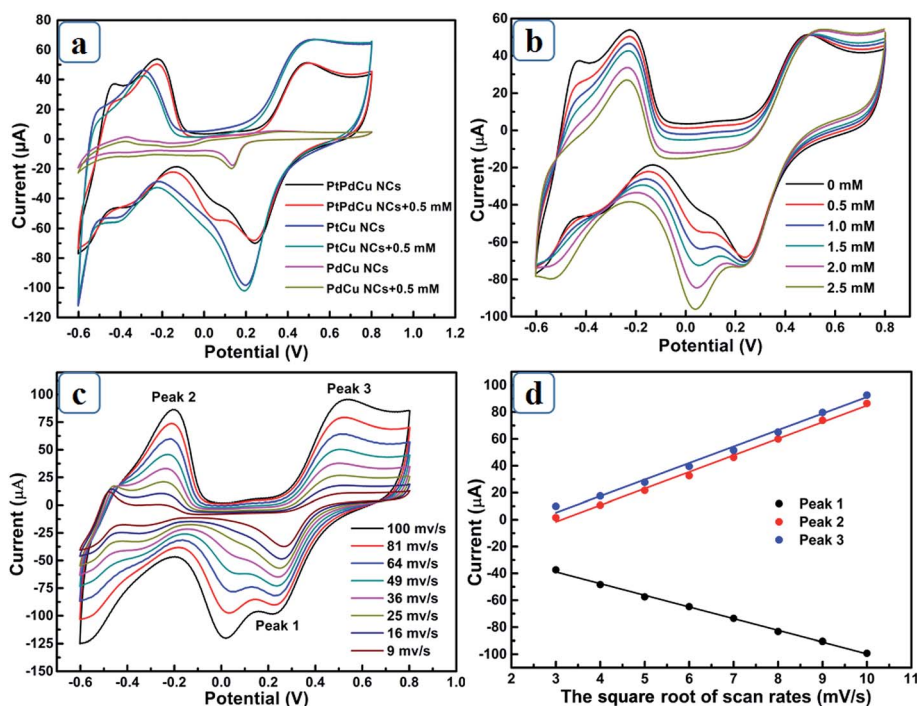 a
60
40
20
0
-20
-40
-60
-80
-100
-120
Current (µA)
PtPdCu NCs
PtPdCu NCs+0.5 mM
PtCu NCs
PtCu NCs+0.5 mM
PdCu NCs
PdCu NCs+0.5 mM
-0.6 -0.4 -0.2 0.0 0.2 0.4 0.6 0.8 1.0 1.2
Potential (V)
b
60
40
20
0
-20
-40
-60
-80
-100
Current (µA)
0 mM
0.5 mM
1.0 mM
1.5 mM
2.0 mM
2.5 mM
-0.6 -0.4 -0.2 0.0 0.2 0.4 0.6 0.8
Potential (V)
c
100
75
50
25
0
-25
-50
-75
-100
-125
150
Current (µA)
Peak 2
Peak 3
Peak 1
100 mv/s
81 mv/s
64 mv/s
49 mv/s
36 mv/s
25 mv/s
16 mv/s
9 mv/s
-0.6 -0.4 -0.2 0.0 0.2 0.4 0.6 0.8 1.0
Potential (V)
d
100
80
60
40
20
0
-40
-60
-80
-100
Current (µA)
Peak 1
Peak 2
Peak 3
2 3 4 5 6 7 8 9 10 11
The square root of scan rates (mV/s)